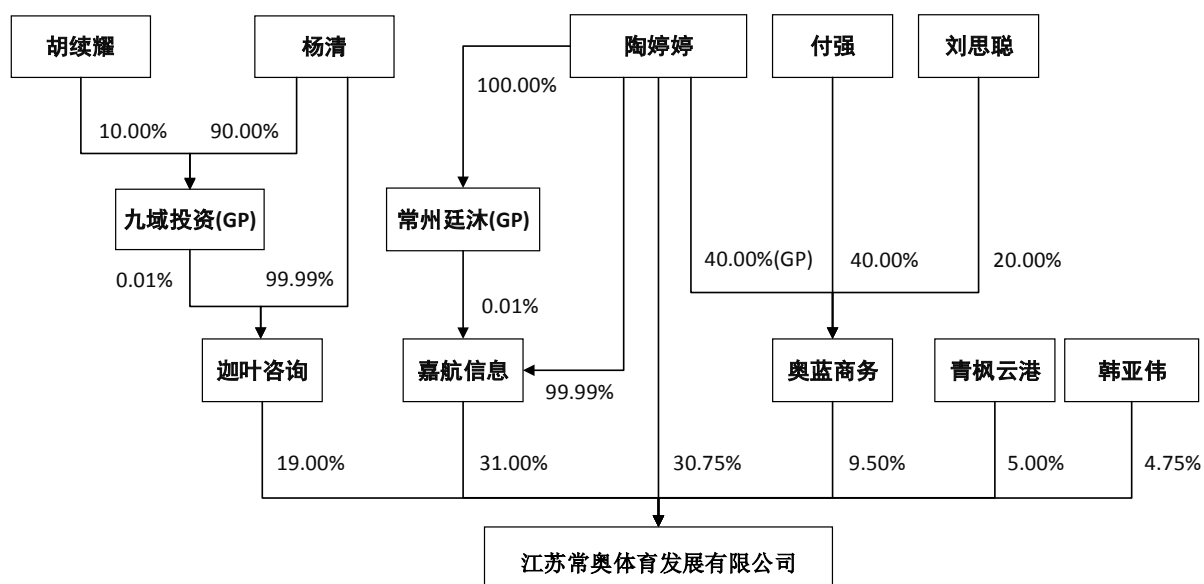 胡续耀
杨清
陶婷婷
付强
刘思聪
100.00%
10.00%
90.00%
九域投资(GP)
常州廷沐(GP)
40.00%(GP)
40.00%
20.00%
0.01%
99.99%
0.01%
迦叶咨询
嘉航信息
奥蓝商务
青枫云港
韩亚伟
99.99%
19.00%
31.00%
30.75%
9.50%
5.00%
4.75%
江苏常奥体育发展有限公司